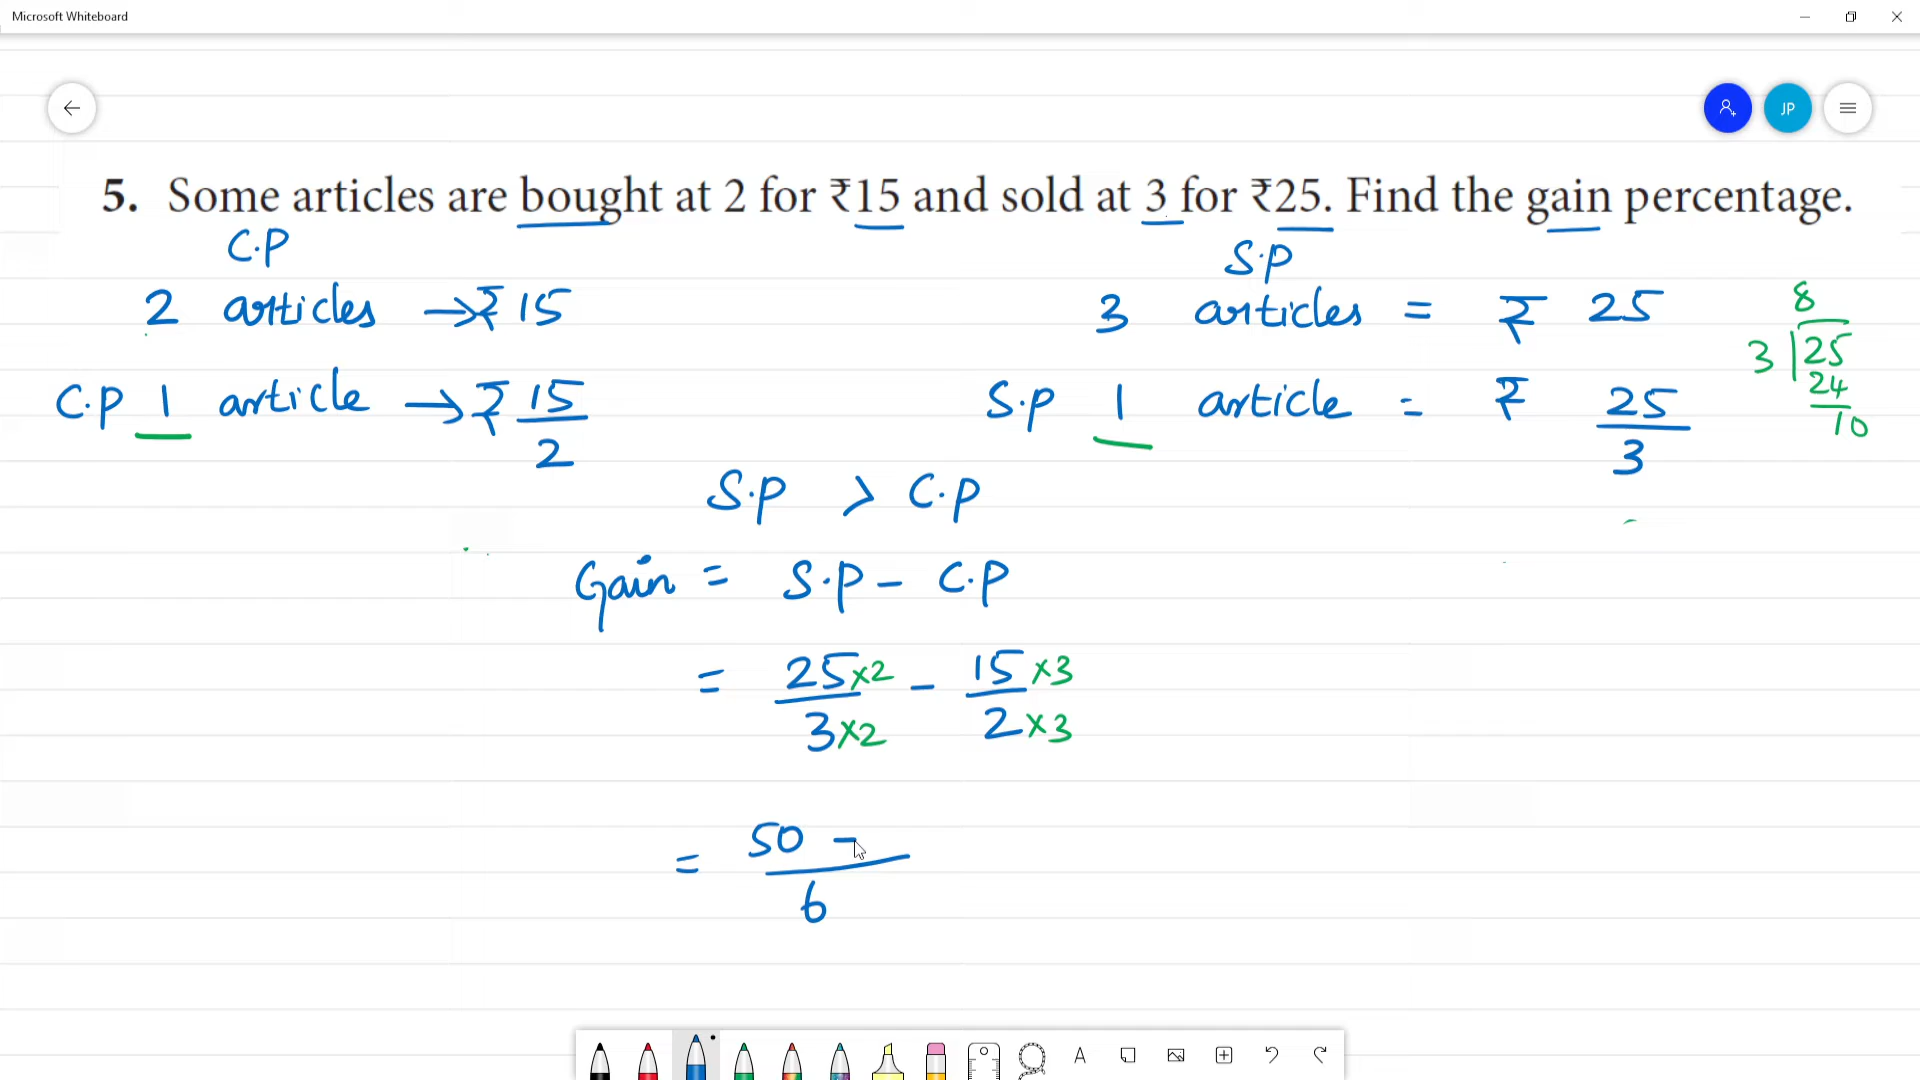 Microsoft Whiteboard
JP
5. Some articles are bought at 2 for ₹15 and sold at 3 for ₹25. Find the gain percentage.
C.P
S.P
2 articles → ₹ 15
3 articles = ₹ 25
8
3 25
24
10
C.P 1 article → ₹ 15/2
S.P 1 article = ₹ 25/3
S.P > C.P
Gain = S.P - C.P
= 25×2/3×2 - 15×3/2×3
= 50 -/6
A